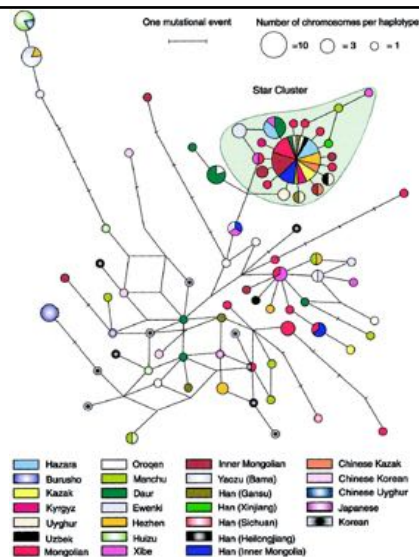 One mutational event
Number of chromosomes per haplotype
=10
= 3
= 1
Star Cluster
Hazara
Burusho
Kazak
Kyrgyz
Uyghur
Uzbek
Mongolian
Oroqen
Manchu
Daur
Ewenki
Hezhen
Huizu
Xibe
Inner Mongolian
Yaozu (Bama)
Han (Gansu)
Han (Xinjiang)
Han (Sichuan)
Han (Heilongjiang)
Han (Inner Mongolia)
Chinese Kazak
Chinese Korean
Chinese Uyghur
Japanese
Korean